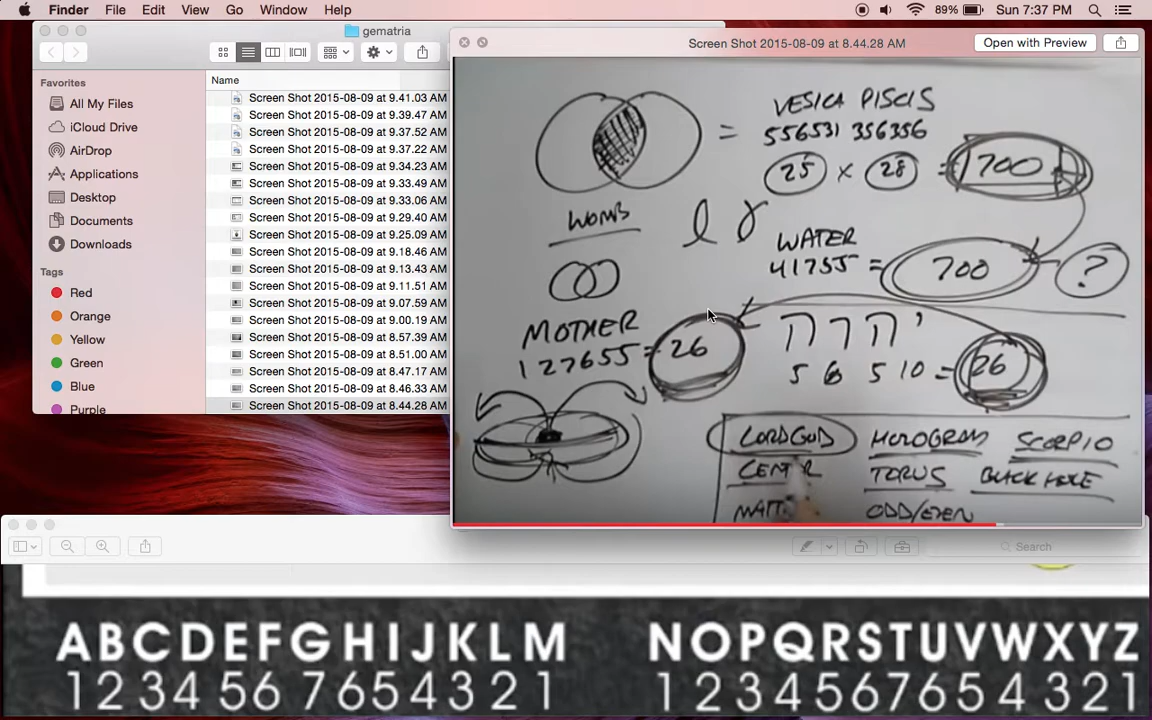 Finder File Edit View Go Window Help 89% Sun 7:37 PM
gematria
Favorites
All My Files
iCloud Drive
AirDrop
Applications
Desktop
Documents
Downloads
Tags
Red
Orange
Yellow
Green
Blue
Purple
Name
Screen Shot 2015-08-09 at 9.41.03 AM
Screen Shot 2015-08-09 at 9.39.47 AM
Screen Shot 2015-08-09 at 9.37.52 AM
Screen Shot 2015-08-09 at 9.37.22 AM
Screen Shot 2015-08-09 at 9.34.23 AM
Screen Shot 2015-08-09 at 9.33.49 AM
Screen Shot 2015-08-09 at 9.33.06 AM
Screen Shot 2015-08-09 at 9.29.40 AM
Screen Shot 2015-08-09 at 9.25.09 AM
Screen Shot 2015-08-09 at 9.18.46 AM
Screen Shot 2015-08-09 at 9.13.43 AM
Screen Shot 2015-08-09 at 9.11.51 AM
Screen Shot 2015-08-09 at 9.07.59 AM
Screen Shot 2015-08-09 at 9.00.19 AM
Screen Shot 2015-08-09 at 8.57.39 AM
Screen Shot 2015-08-09 at 8.51.00 AM
Screen Shot 2015-08-09 at 8.47.17 AM
Screen Shot 2015-08-09 at 8.46.33 AM
Screen Shot 2015-08-09 at 8.44.28 AM
Screen Shot 2015-08-09 at 8.44.28 AM
Open with Preview
= VESICA PISCIS
556531 356356
25 x 28 = 700
WOMB
WATER
41755 = 700 ?
MOTHER
127655 = 26
יהוה
5 6 5 10 = 26
LORD GOD HOLOGRAM SCORPIO
TORUS BLACK HOLE
ODD/EVEN
Search
ABCDEFGHIJKLM NOPQRSTUVWXYZ
1234567654321 1234567654321